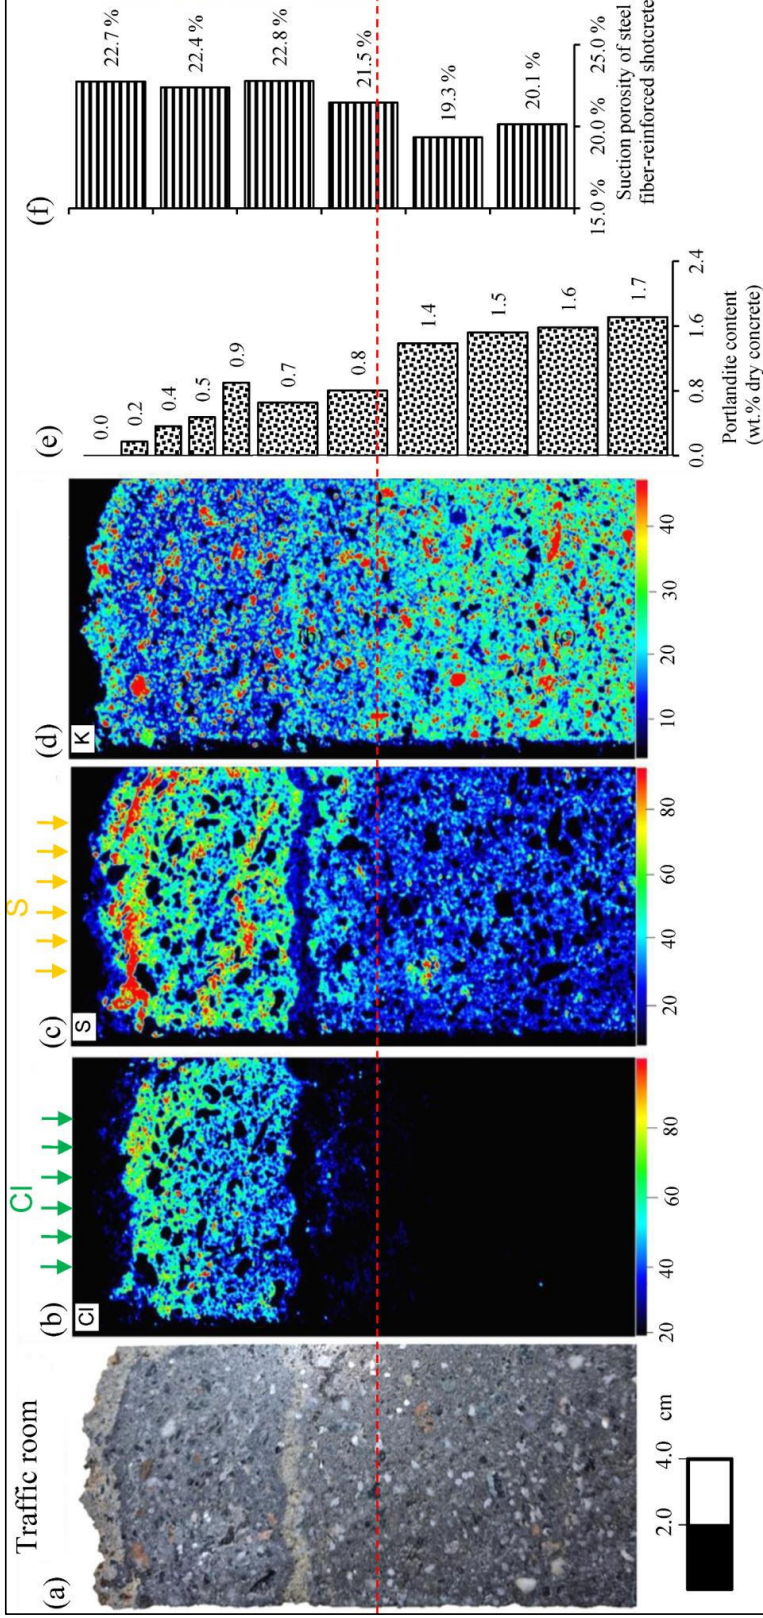 Traffic room
(a)
2.0
4.0
cm
Cl
(b)
Cl
20
40
60
80
S
(c)
S
20
40
60
80
(d)
K
(b)
(c)
10
20
30
40
(e)
0.0
0.2
0.4
0.5
0.9
0.7
0.8
1.4
1.5
1.6
1.7
0.0
0.8
1.6
2.4
Portlandite content
(wt.% dry concrete)
(f)
22.7 %
22.4 %
22.8 %
21.5 %
19.3 %
20.1 %
15.0 %
20.0 %
25.0 %
Suction porosity of steel
fiber-reinforced shotcrete